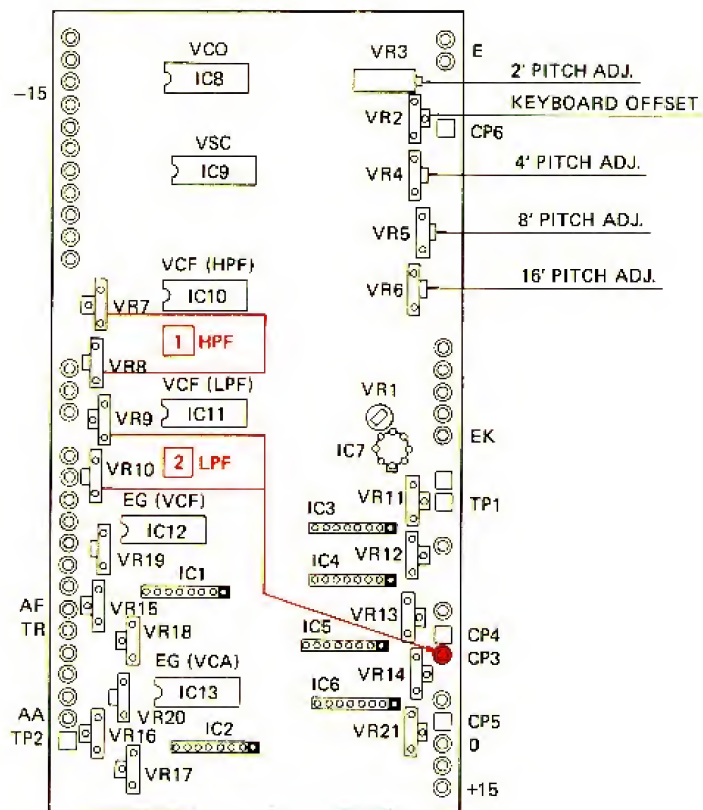 VCO
VR3
E
IC8
2' PITCH ADJ.
-15
KEYBOARD OFFSET
VR2
CP6
VSC
IC9
VR4
4' PITCH ADJ.
VR5
8' PITCH ADJ.
VCF (HPF)
IC10
VR6
16' PITCH ADJ.
VR7
1 HPF
VR8
VCF (LPF)
VR1
VR9
IC11
EK
IC7
VR10
2 LPF
VR11
TP1
EG (VCF)
IC3
IC12
VR12
VR19
IC4
IC1
AF
VR15
VR13
TR
VR18
IC5
CP4
CP3
EG (VCA)
VR14
IC13
IC6
AA
VR20
CP5
TP2
VR16
IC2
VR21
0
VR17
+15